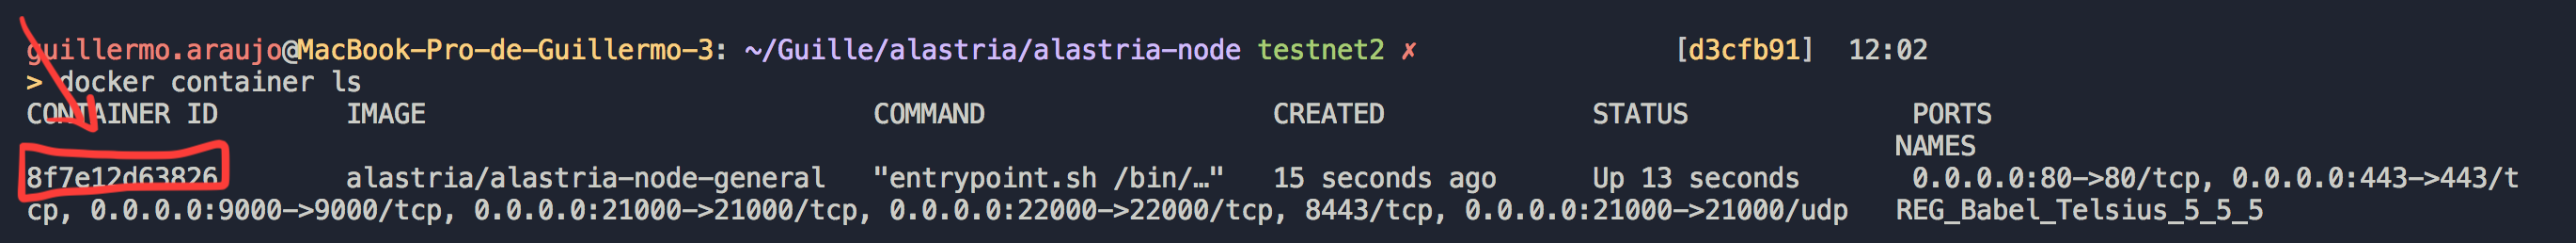 guillermo.araujo@MacBook-Pro-de-Guillermo-3: ~/Guille/alastria/alastria-node testnet2 ✗ [d3cfb91] 12:02
> docker container ls
CONTAINER ID IMAGE COMMAND CREATED STATUS PORTS
NAMES
8f7e12d63826 alastria/alastria-node-general "entrypoint.sh /bin/…" 15 seconds ago Up 13 seconds 0.0.0.0:80->80/tcp, 0.0.0.0:443->443/t
cp, 0.0.0.0:9000->9000/tcp, 0.0.0.0:21000->21000/tcp, 0.0.0.0:22000->22000/tcp, 8443/tcp, 0.0.0.0:21000->21000/udp REG_Babel_Telsius_5_5_5